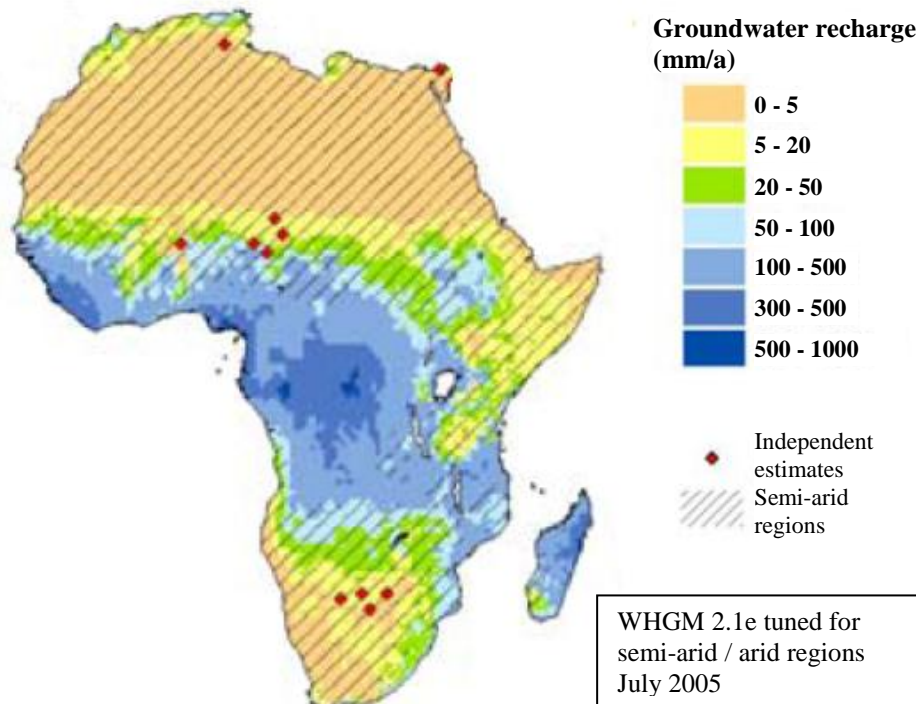 Groundwater recharge
(mm/a)
0 - 5
5 - 20
20 - 50
50 - 100
100 - 500
300 - 500
500 - 1000
Independent
estimates
Semi-arid
regions
WHGM 2.1e tuned for
semi-arid / arid regions
July 2005